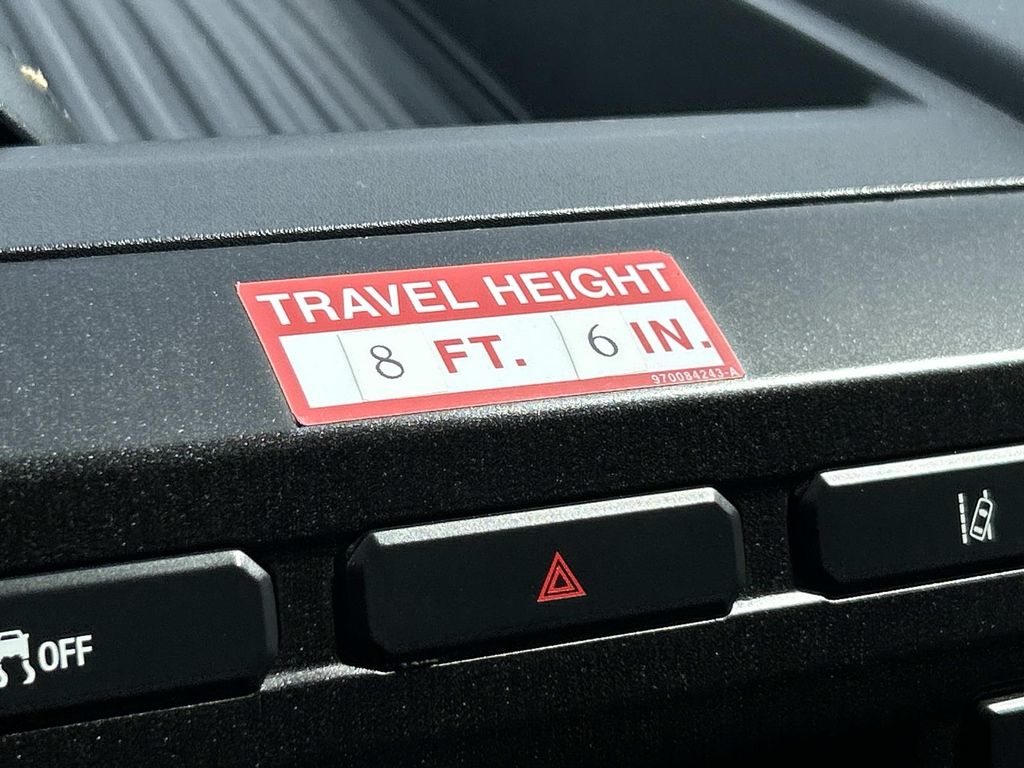 TRAVEL HEIGHT
8 FT. 6 IN.
970084243-A
OFF